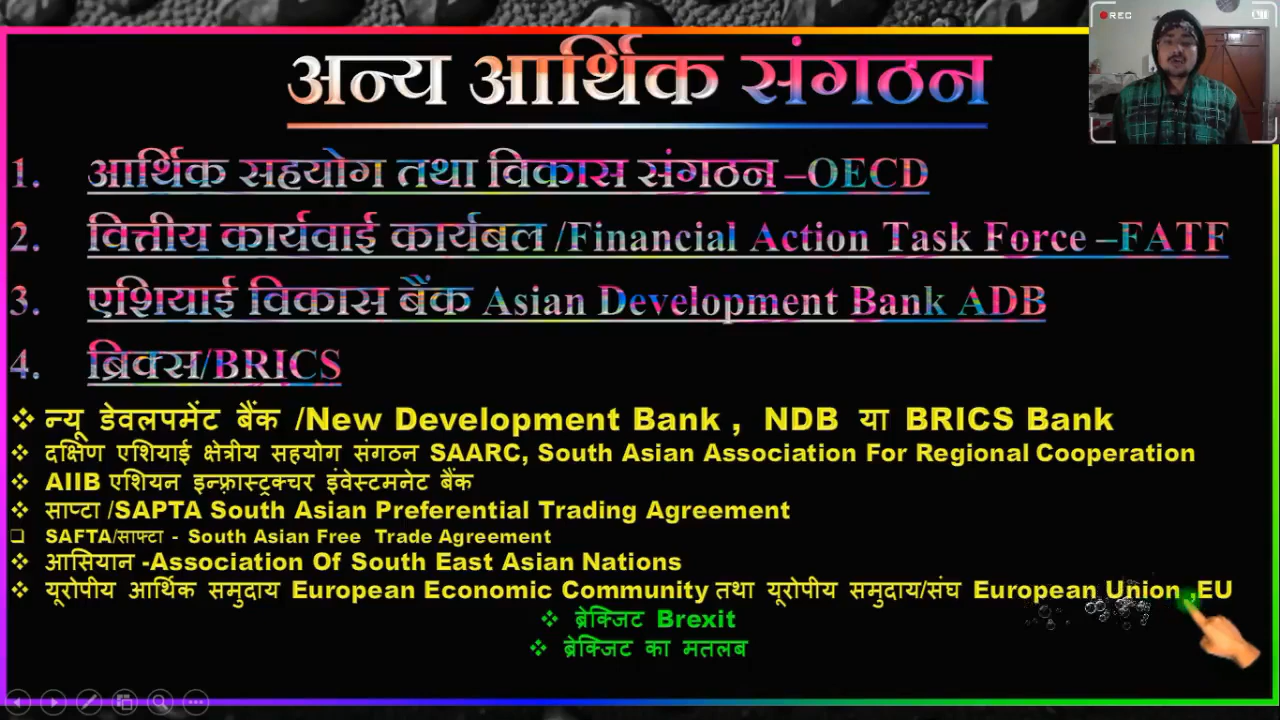 REC
अन्य आर्थिक संगठन
1. आर्थिक सहयोग तथा विकास संगठन –OECD
2. वित्तीय कार्यवाई कार्यबल /Financial Action Task Force –FATF
3. एशियाई विकास बैंक Asian Development Bank ADB
4. ब्रिक्स/BRICS
❖ न्यू डेवलपमेंट बैंक /New Development Bank , NDB या BRICS Bank
❖ दक्षिण एशियाई क्षेत्रीय सहयोग संगठन SAARC, South Asian Association For Regional Cooperation
❖ AIIB एशियन इन्फ़्रास्ट्रक्चर इंवेस्टमनेट बैंक
❖ साप्टा /SAPTA South Asian Preferential Trading Agreement
❑ SAFTA/साफ्टा - South Asian Free Trade Agreement
❖ आसियान -Association Of South East Asian Nations
❖ यूरोपीय आर्थिक समुदाय European Economic Community तथा यूरोपीय समुदाय/संघ European Union ,EU
❖ ब्रेक्जिट Brexit
❖ ब्रेक्जिट का मतलब